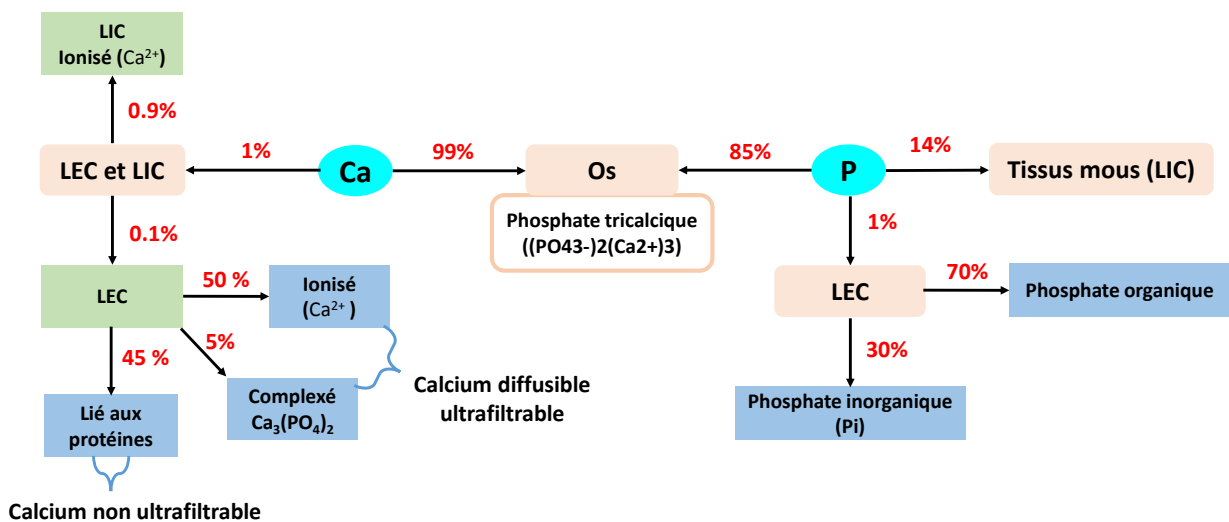 LIC
Ionisé (Ca²⁺)
0.9%
LEC et LIC
1%
Ca
99%
Os
85%
P
14%
Tissus mous (LIC)
Phosphate tricalcique
((PO43-)2(Ca2+)3)
0.1%
1%
LEC
50 %
Ionisé
(Ca²⁺ )
LEC
70%
Phosphate organique
5%
45 %
30%
Lié aux
protéines
Complexé
Ca₃(PO₄)₂
Calcium diffusible
ultrafiltrable
Phosphate inorganique
(Pi)
Calcium non ultrafiltrable